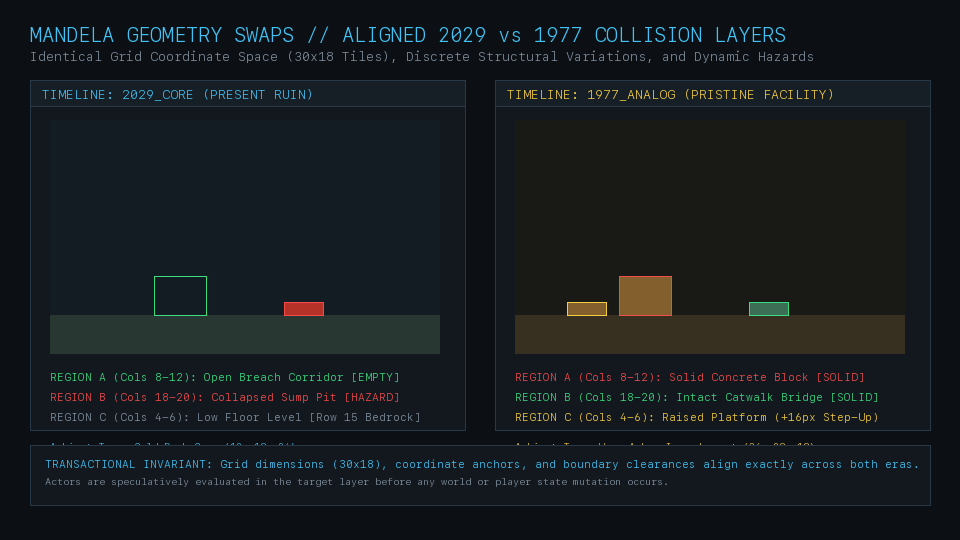 MANDELA GEOMETRY SWAPS // ALIGNED 2029 vs 1977 COLLISION LAYERS
Identical Grid Coordinate Space (30x18 Tiles), Discrete Structural Variations, and Dynamic Hazards
TIMELINE: 2029_CORE (PRESENT RUIN)
REGION A (Cols 8–12): Open Breach Corridor [EMPTY]
REGION B (Cols 18–20): Collapsed Sump Pit [HAZARD]
REGION C (Cols 4–6): Low Floor Level [Row 15 Bedrock]
TIMELINE: 1977_ANALOG (PRISTINE FACILITY)
REGION A (Cols 8–12): Solid Concrete Block [SOLID]
REGION B (Cols 18–20): Intact Catwalk Bridge [SOLID]
REGION C (Cols 4–6): Raised Platform (+16px Step-Up)
TRANSACTIONAL INVARIANT: Grid dimensions (30x18), coordinate anchors, and boundary clearances align exactly across both eras.
Actors are speculatively evaluated in the target layer before any world or player state mutation occurs.